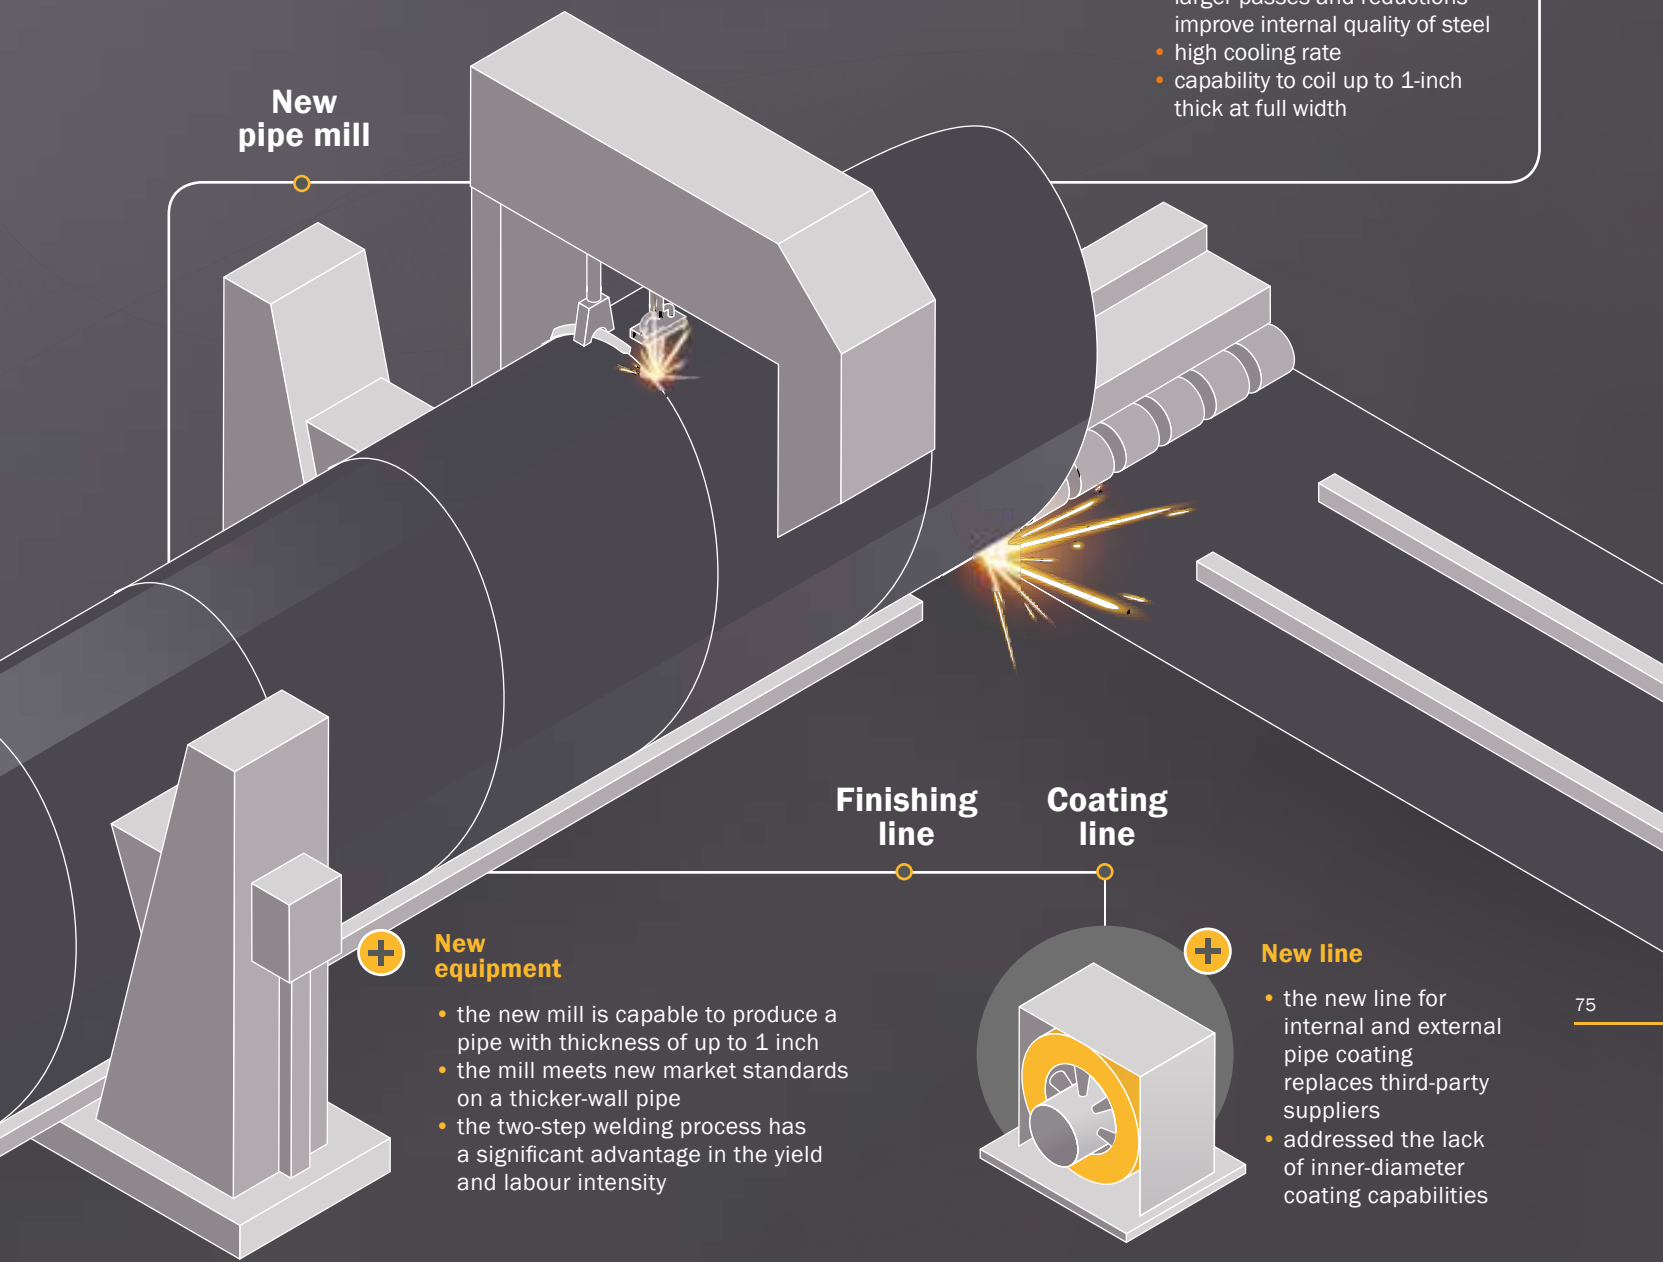 larger passes and reductions
improve internal quality of steel
• high cooling rate
• capability to coil up to 1-inch
thick at full width
New
pipe mill
Finishing
line
Coating
line
New
equipment
• the new mill is capable to produce a
pipe with thickness of up to 1 inch
• the mill meets new market standards
on a thicker-wall pipe
• the two-step welding process has
a significant advantage in the yield
and labour intensity
New line
• the new line for
internal and external
pipe coating
replaces third-party
suppliers
• addressed the lack
of inner-diameter
coating capabilities
75